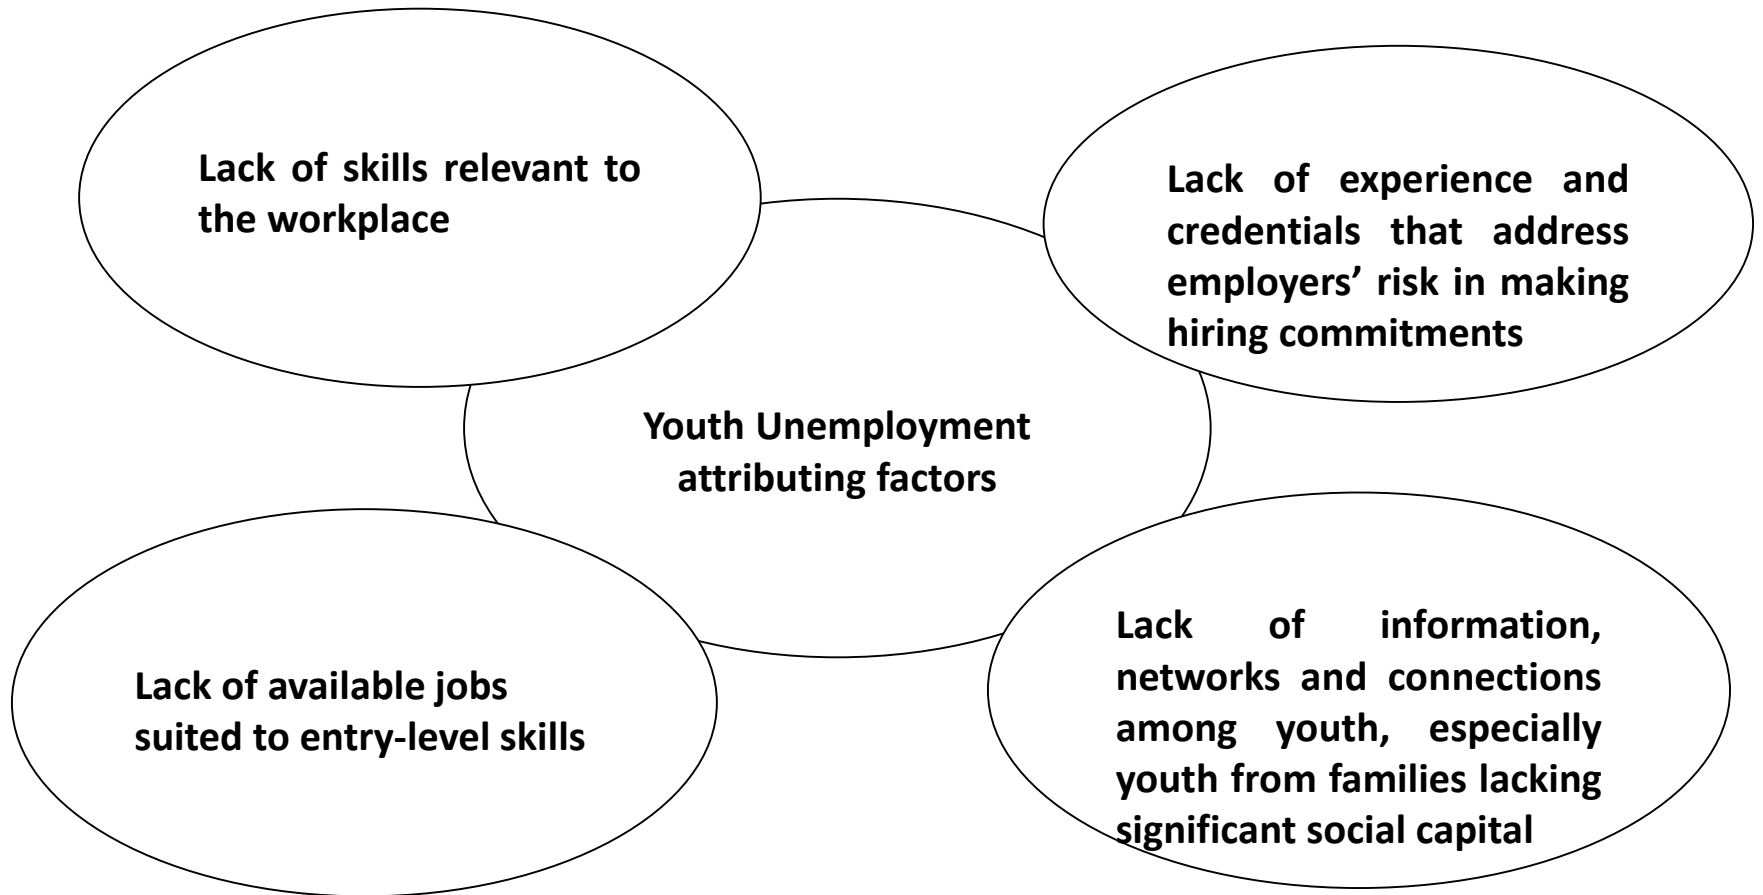 Lack of skills relevant to
the workplace
Lack of experience and
credentials that address
employers’ risk in making
hiring commitments
Youth Unemployment
attributing factors
Lack of available jobs
suited to entry-level skills
Lack of information,
networks and connections
among youth, especially
youth from families lacking
significant social capital